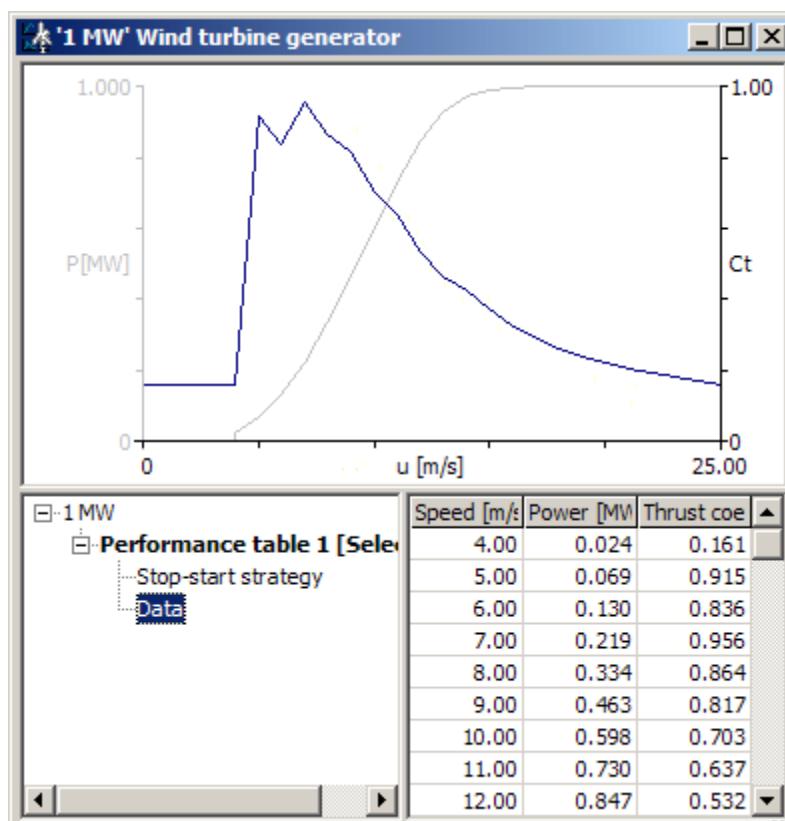 '1 MW' Wind turbine generator
1.000
1.00
P[MW]
Ct
0
0
0
u [m/s]
25.00
1 MW
Performance table 1 [Selec
Stop-start strategy
Data
Speed [m/s Power [MW Thrust coe
4.00 0.024 0.161
5.00 0.069 0.915
6.00 0.130 0.836
7.00 0.219 0.956
8.00 0.334 0.864
9.00 0.463 0.817
10.00 0.598 0.703
11.00 0.730 0.637
12.00 0.847 0.532